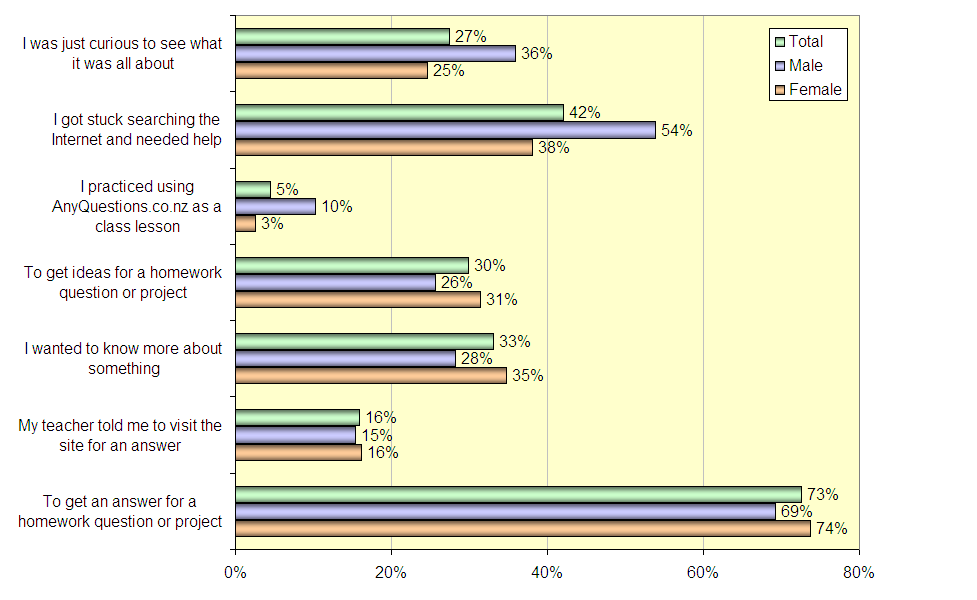 I was just curious to see what
it was all about
27%
36%
25%
Total
Male
Female
I got stuck searching the
Internet and needed help
42%
54%
38%
I practiced using
AnyQuestions.co.nz as a
class lesson
5%
10%
3%
To get ideas for a homework
question or project
30%
26%
31%
I wanted to know more about
something
33%
28%
35%
My teacher told me to visit the
site for an answer
16%
15%
16%
To get an answer for a
homework question or project
73%
69%
74%
0% 20% 40% 60% 80%